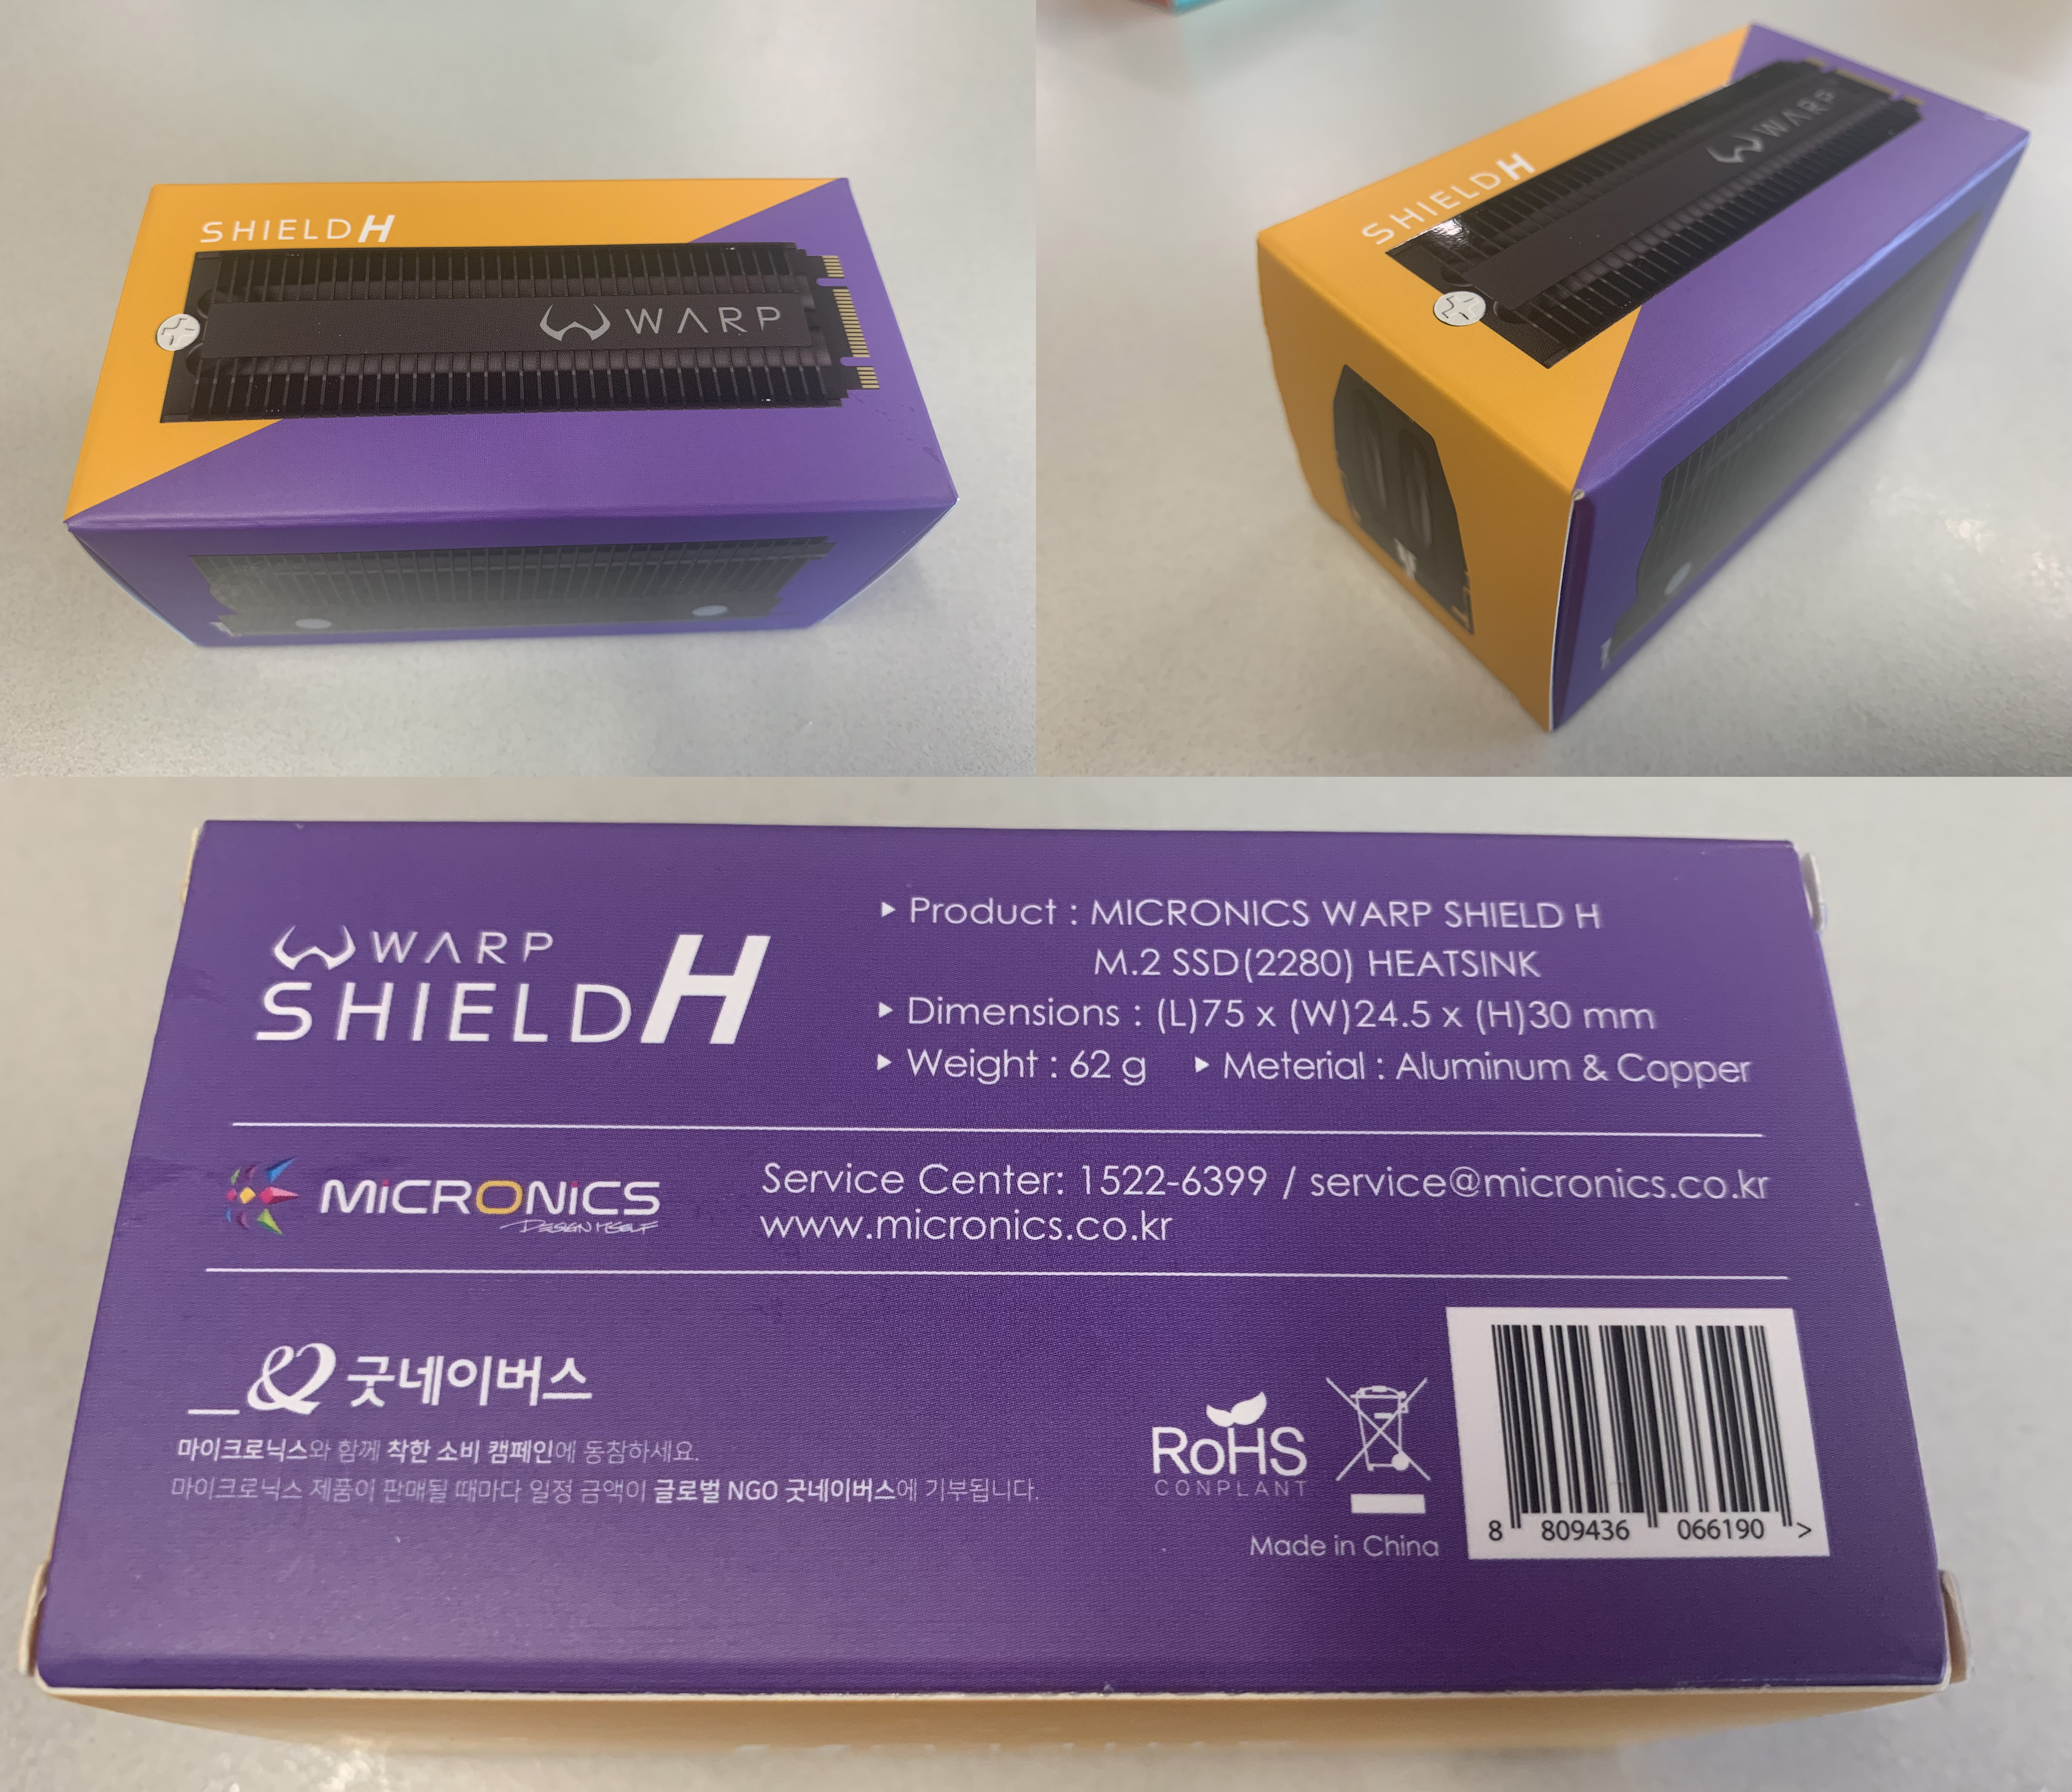 SHIELD H
WARP
SHIELD H
WARP
WARP
SHIELD H
▶ Product : MICRONICS WARP SHIELD H
M.2 SSD(2280) HEATSINK
▶ Dimensions : (L)75 x (W)24.5 x (H)30 mm
▶ Weight : 62 g ▶ Meterial : Aluminum & Copper
MiCRONiCS
DESIGN MYSELF
Service Center: 1522-6399 / service@micronics.co.kr
www.micronics.co.kr
굿네이버스
마이크로닉스와 함께 착한 소비 캠페인에 동참하세요.
마이크로닉스 제품이 판매될 때마다 일정 금액이 글로벌 NGO 굿네이버스에 기부됩니다.
RoHS
CONPLANT
Made in China
8 809436 066190 >